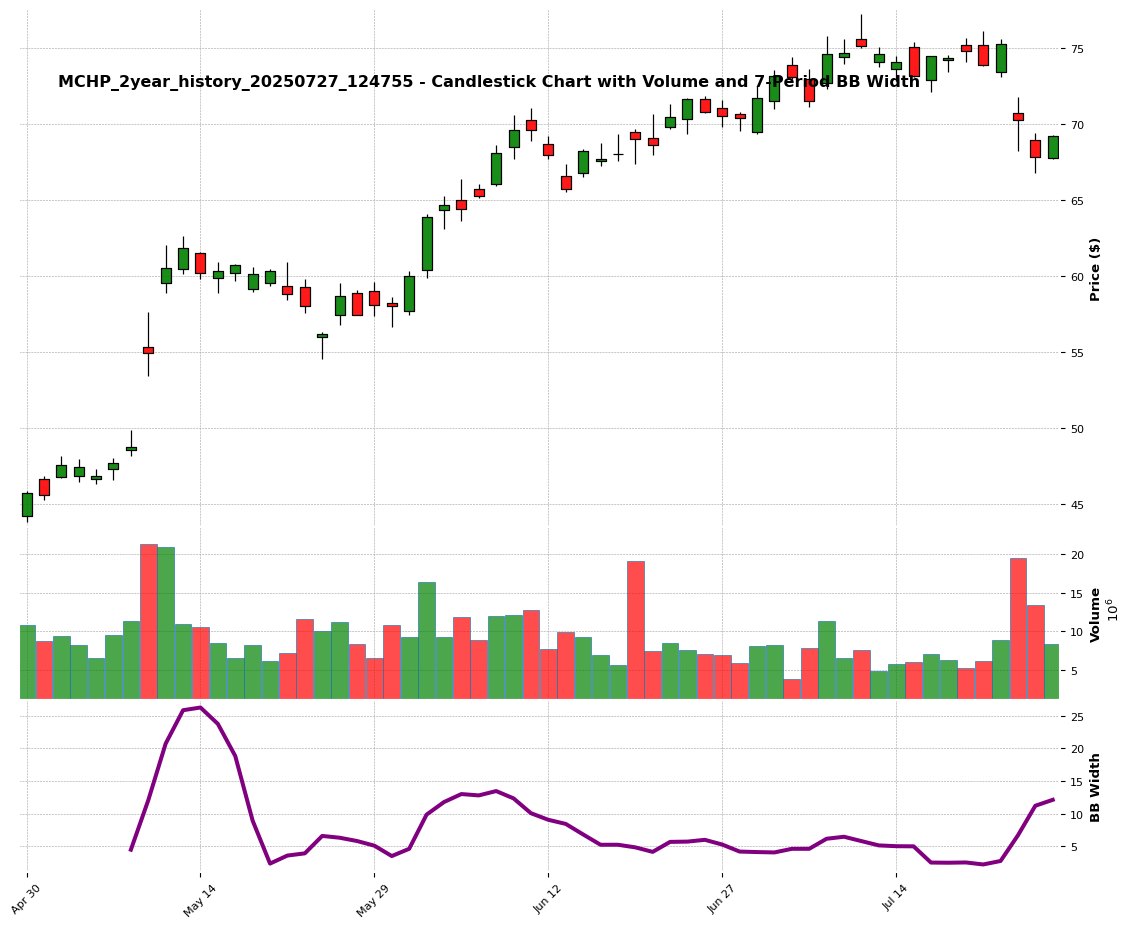 MCHP_2year_history_20250727_124755 - Candlestick Chart with Volume and 7-Period BB Width
75
70
65
60
55
50
45
Price ($)
20
15
10
5
Volume
10^6
25
20
15
10
5
BB Width
Apr 30
May 14
May 29
Jun 12
Jun 27
Jul 14